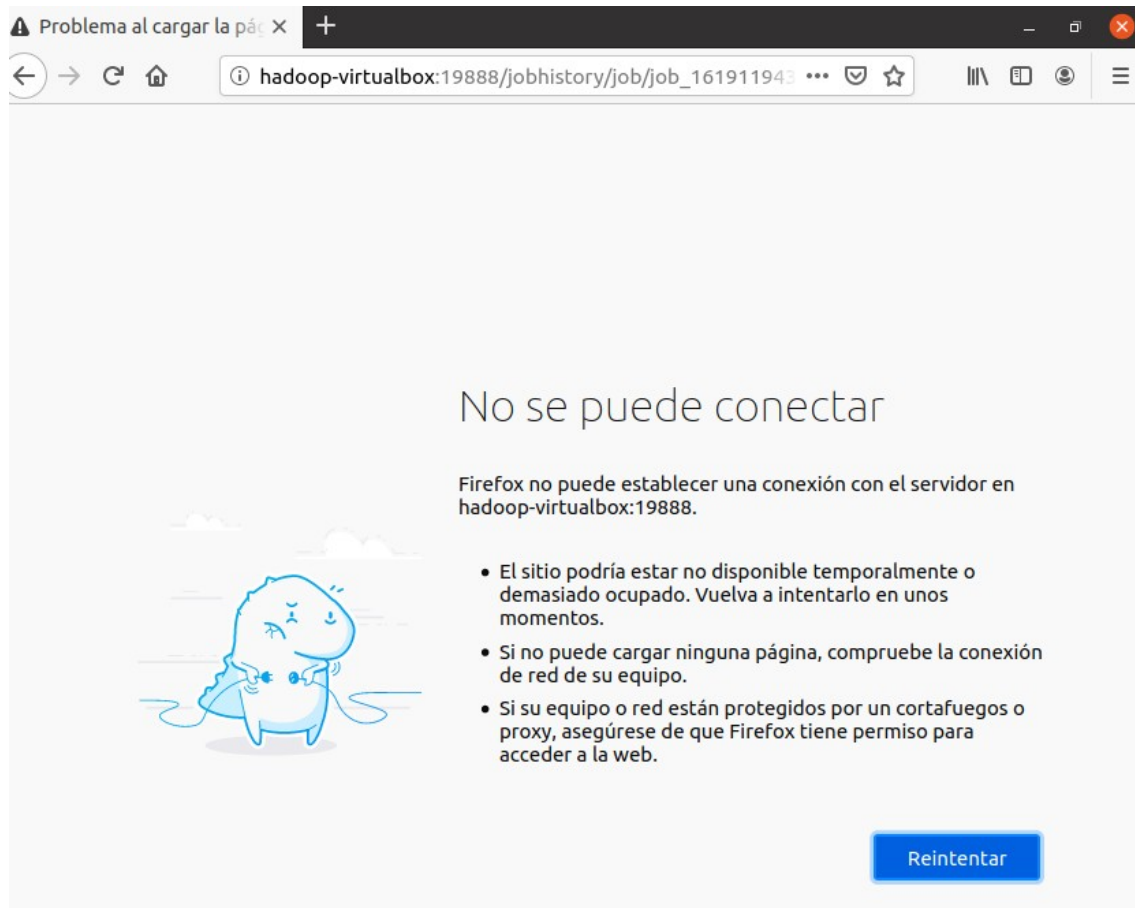 Problema al cargar la pág
hadoop-virtualbox:19888/jobhistory/job/job_161911943
No se puede conectar
Firefox no puede establecer una conexión con el servidor en
hadoop-virtualbox:19888.
El sitio podría estar no disponible temporalmente o
demasiado ocupado. Vuelva a intentarlo en unos
momentos.
Si no puede cargar ninguna página, compruebe la conexión
de red de su equipo.
Si su equipo o red están protegidos por un cortafuegos o
proxy, asegúrese de que Firefox tiene permiso para
acceder a la web.
Reintentar